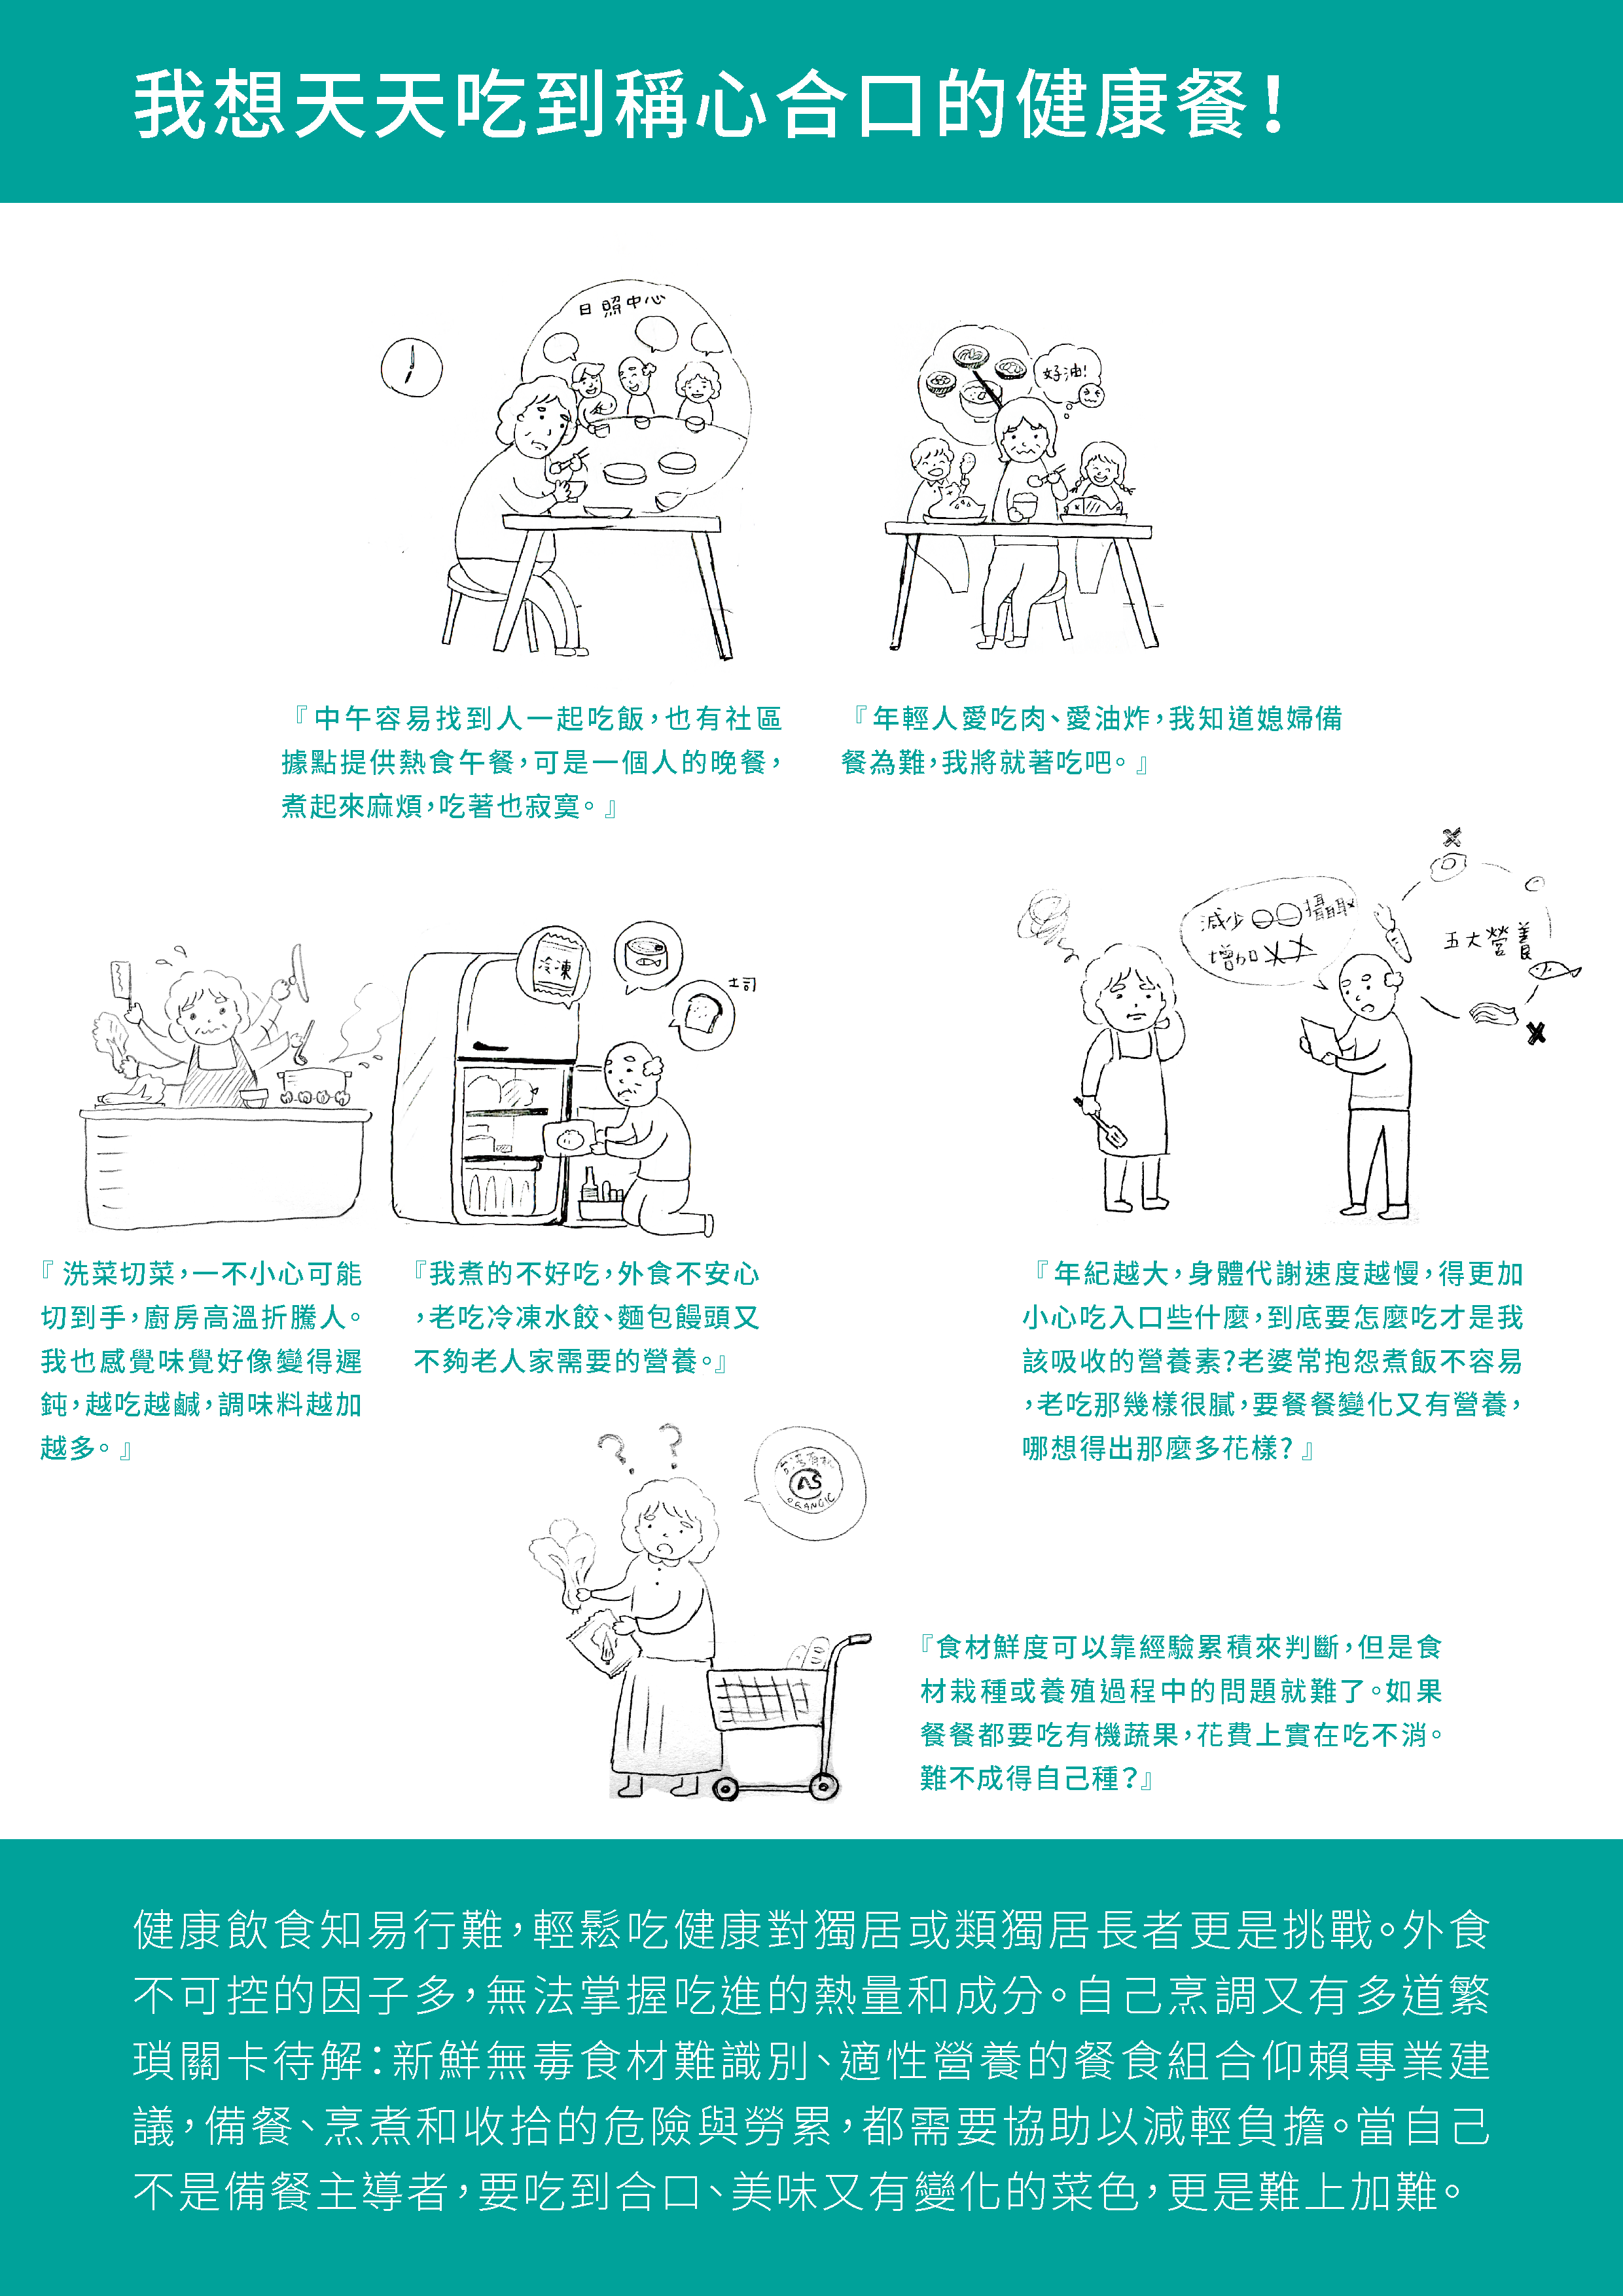 我想天天吃到稱心合口的健康餐！
日照中心
好油！
『中午容易找到人一起吃飯，也有社區
據點提供熱食午餐，可是一個人的晚餐，
煮起來麻煩，吃著也寂寞。』
『年輕人愛吃肉、愛油炸，我知道媳婦備
餐為難，我將就著吃吧。』
冷凍
土司
減少〇〇攝取
增加XX
五大營養
『洗菜切菜，一不小心可能
切到手，廚房高溫折騰人。
我也感覺味覺好像變得遲
鈍，越吃越鹹，調味料越加
越多。』
『我煮的不好吃，外食不安心
，老吃冷凍水餃、麵包饅頭又
不夠老人家需要的營養。』
『年紀越大，身體代謝速度越慢，得更加
小心吃入口些什麼，到底要怎麼吃才是我
該吸收的營養素？老婆常抱怨煮飯不容易
，老吃那幾樣很膩，要餐餐變化又有營養，
哪想得出那麼多花樣？』
台灣有機
AS
ORGANGIC
『食材鮮度可以靠經驗累積來判斷，但是食
材栽種或養殖過程中的問題就難了。如果
餐餐都要吃有機蔬果，花費上實在吃不消。
難不成得自己種？』
健康飲食知易行難，輕鬆吃健康對獨居或類獨居長者更是挑戰。外食
不可控的因子多，無法掌握吃進的熱量和成分。自己烹調又有多道繁
瑣關卡待解：新鮮無毒食材難識別、適性營養的餐食組合仰賴專業建
議，備餐、烹煮和收拾的危險與勞累，都需要協助以減輕負擔。當自己
不是備餐主導者，要吃到合口、美味又有變化的菜色，更是難上加難。